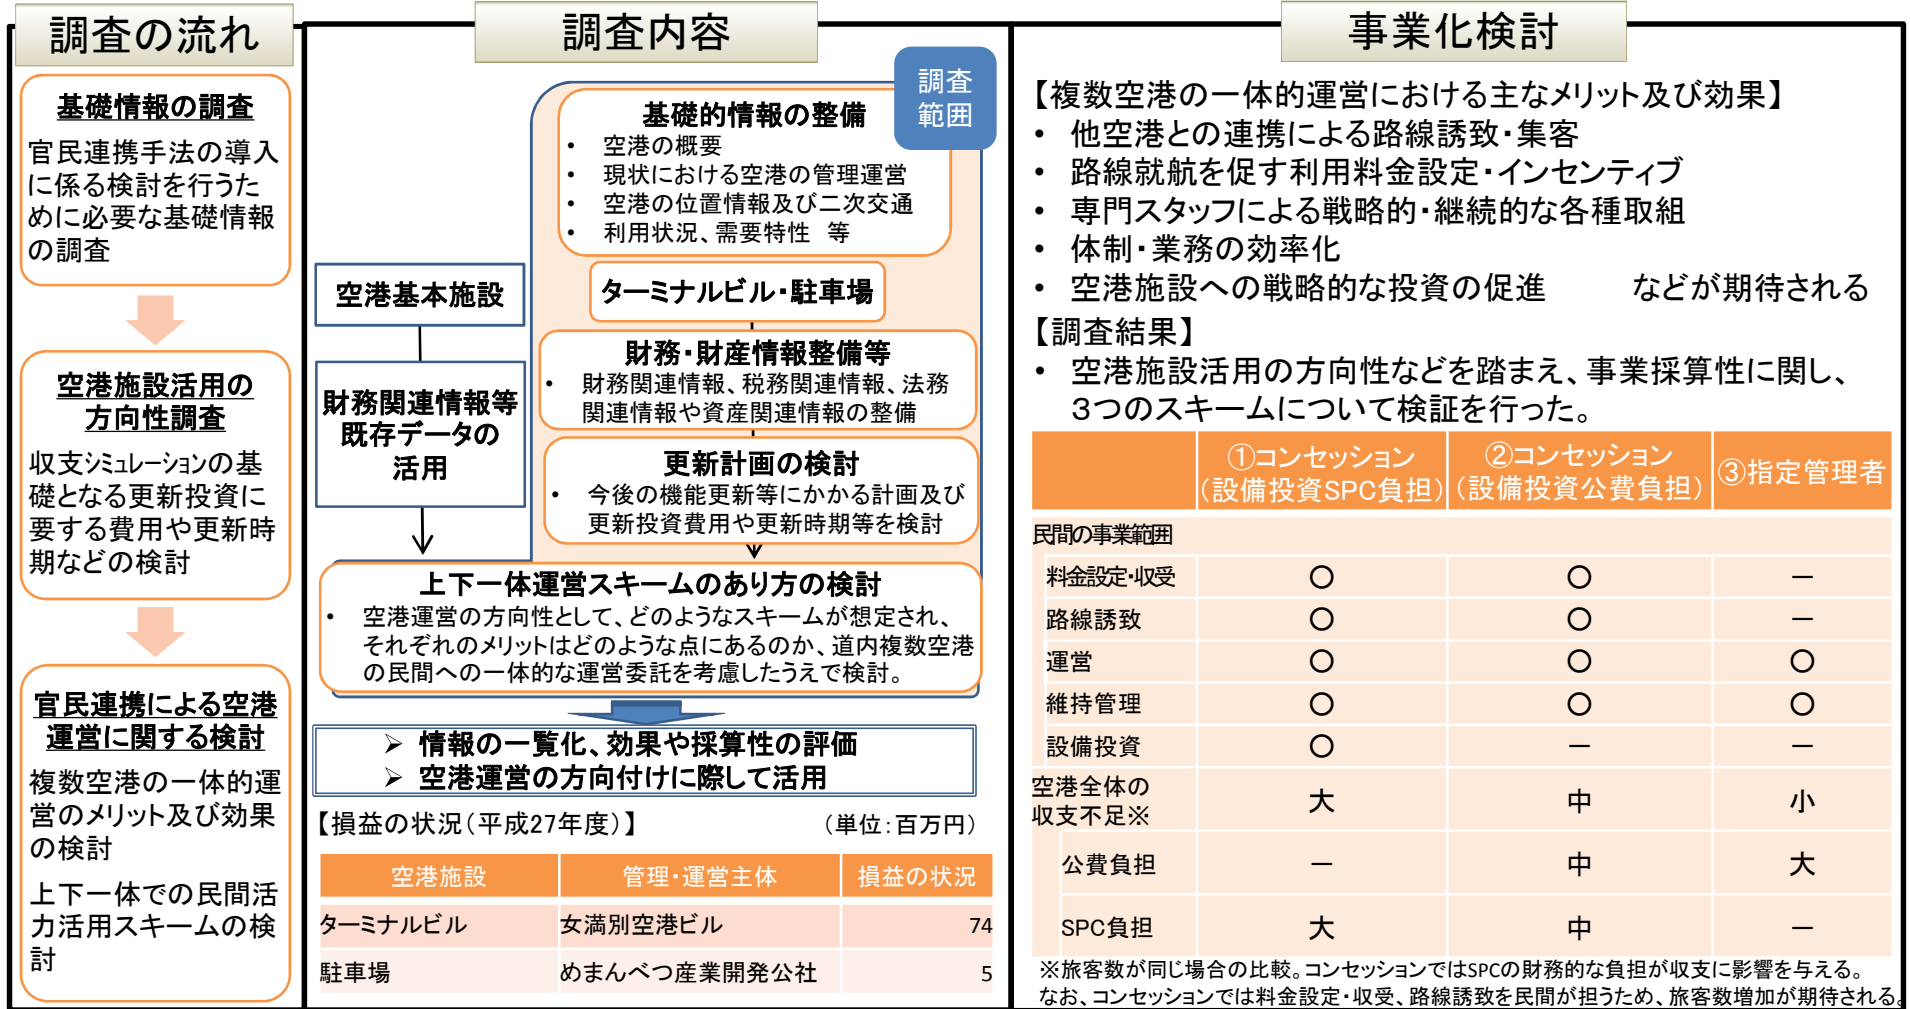 調査の流れ
基礎情報の調査
官民連携手法の導入
に係る検討を行うた
めに必要な基礎情報
の調査
空港施設活用の
方向性調査
収支シミュレーションの基
礎となる更新投資に
要する費用や更新時
期などの検討
官民連携による空港
運営に関する検討
複数空港の一体的運
営のメリット及び効果
の検討
上下一体での民間活
力活用スキームの検
討
調査内容
調査
範囲
基礎的情報の整備
• 空港の概要
• 現状における空港の管理運営
• 空港の位置情報及び二次交通
• 利用状況、需要特性 等
空港基本施設
ターミナルビル・駐車場
財務関連情報等
既存データの
活用
財務・財産情報整備等
• 財務関連情報、税務関連情報、法務
関連情報や資産関連情報の整備
更新計画の検討
• 今後の機能更新等にかかる計画及び
更新投資費用や更新時期等を検討
上下一体運営スキームのあり方の検討
• 空港運営の方向性として、どのようなスキームが想定され、
それぞれのメリットはどのような点にあるのか、道内複数空港
の民間への一体的な運営委託を考慮したうえで検討。
➢ 情報の一覧化、効果や採算性の評価
➢ 空港運営の方向付けに際して活用
【損益の状況（平成27年度）】 （単位：百万円）
空港施設 管理・運営主体 損益の状況
ターミナルビル 女満別空港ビル 74
駐車場 めまんべつ産業開発公社 5
事業化検討
【複数空港の一体的運営における主なメリット及び効果】
• 他空港との連携による路線誘致・集客
• 路線就航を促す利用料金設定・インセンティブ
• 専門スタッフによる戦略的・継続的な各種取組
• 体制・業務の効率化
• 空港施設への戦略的な投資の促進 などが期待される
【調査結果】
• 空港施設活用の方向性などを踏まえ、事業採算性に関し、
３つのスキームについて検証を行った。
①コンセッション
（設備投資SPC負担） ②コンセッション
（設備投資公費負担） ③指定管理者
民間の事業範囲
料金設定・収受 ○ ○ －
路線誘致 ○ ○ －
運営 ○ ○ ○
維持管理 ○ ○ ○
設備投資 ○ － －
空港全体の
収支不足※ 大 中 小
公費負担 － 中 大
SPC負担 大 中 －
※旅客数が同じ場合の比較。コンセッションではSPCの財務的な負担が収支に影響を与える。
なお、コンセッションでは料金設定・収受、路線誘致を民間が担うため、旅客数増加が期待される。